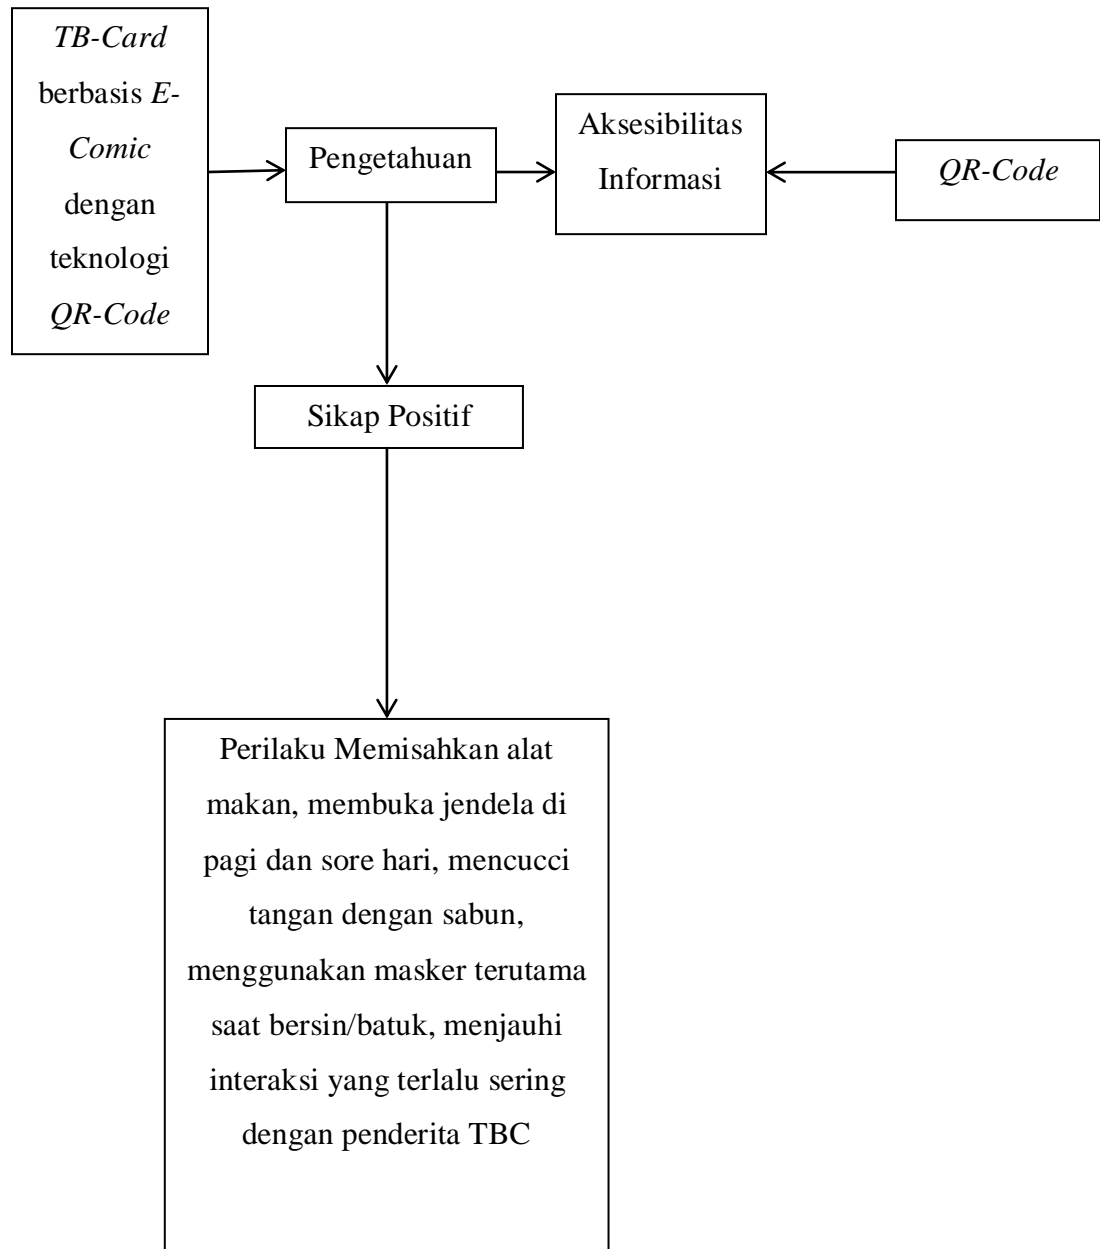 TB-Card
berbasis E-
Comic
dengan
teknologi
QR-Code
Pengetahuan
Aksesibilitas
Informasi
QR-Code
Sikap Positif
Perilaku Memisahkan alat
makan, membuka jendela di
pagi dan sore hari, mencucci
tangan dengan sabun,
menggunakan masker terutama
saat bersin/batuk, menjauhi
interaksi yang terlalu sering
dengan penderita TBC